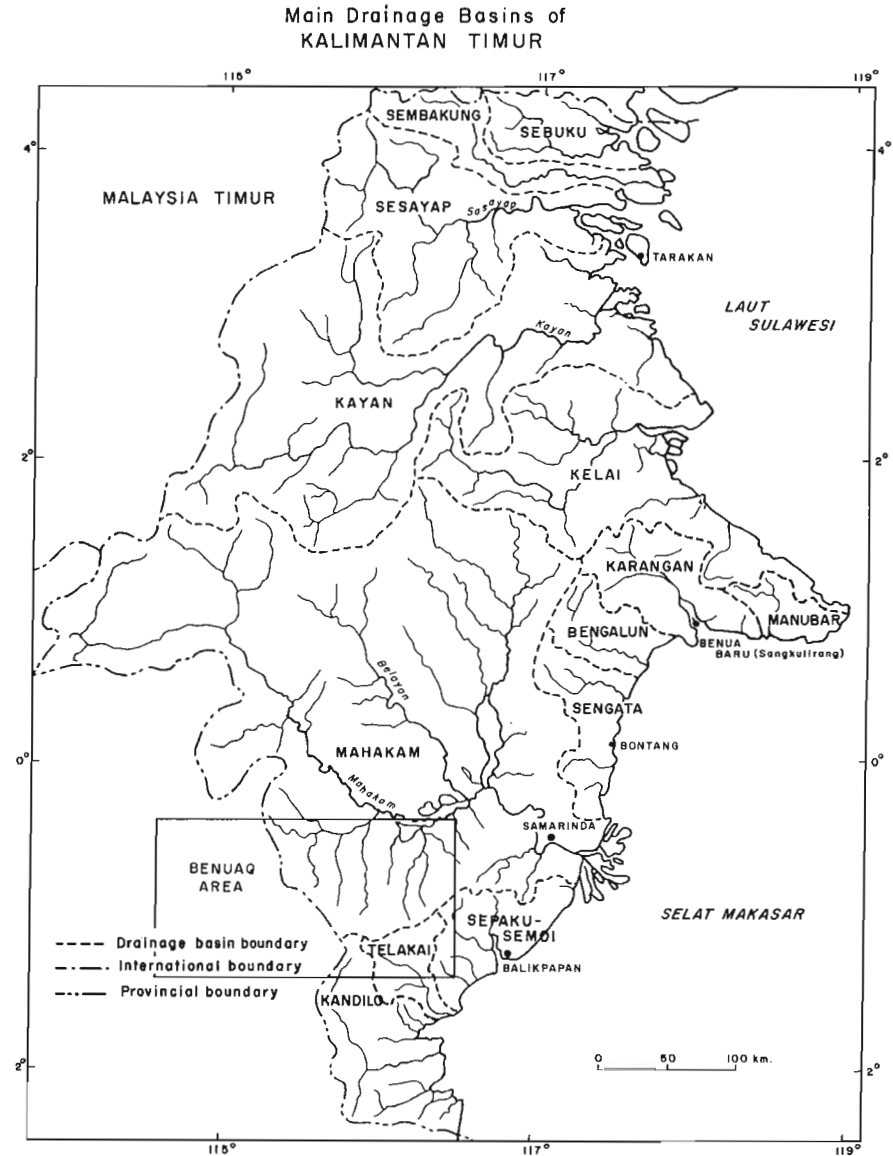 Main Drainage Basins of
KALIMANTAN TIMUR
115°
117°
119°
SEMBAKUNG
SEBUKU
4°
4°
MALAYSIA TIMUR
SESAYAP
Sasayap
TARAKAN
LAUT
SULAWESI
Kayan
KAYAN
2°
2°
KELAI
KARANGAN
MANUBAR
BENGALUN
BENUA
BARU (Sangkulirang)
Belayan
SENGATA
BONTANG
MAHAKAM
0°
0°
Mahakam
SAMARINDA
BENUAQ
AREA
SEPAKU-
SEMOI
SELAT MAKASAR
TELAKAI
BALIKPAPAN
Drainage basin boundary
International boundary
Provincial boundary
KANDILO
0 50 100 km.
2°
2°
115°
117°
119°